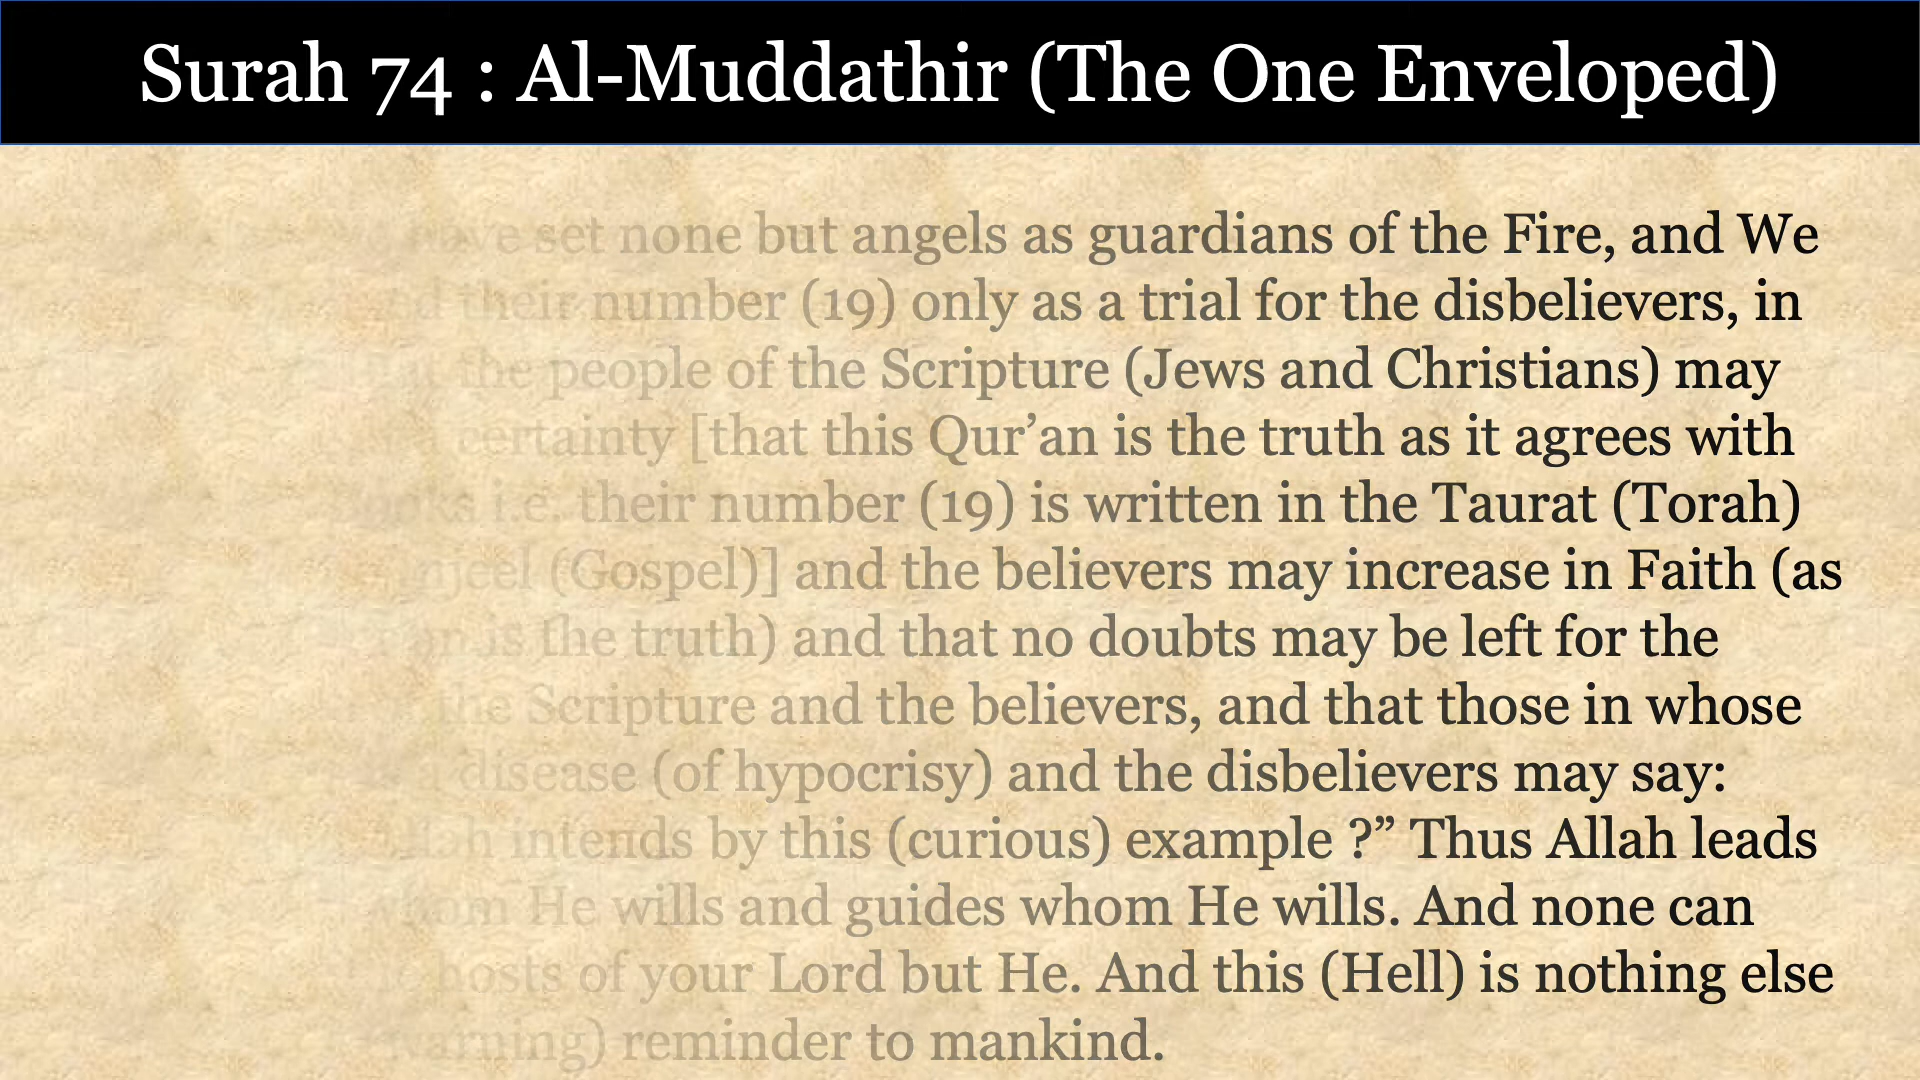 Surah 74 : Al-Muddathir (The One Enveloped)
have set none but angels as guardians of the Fire, and We
their number (19) only as a trial for the disbelievers, in
the people of the Scripture (Jews and Christians) may
certainty [that this Qur’an is the truth as it agrees with
i.e. their number (19) is written in the Taurat (Torah)
(Gospel)] and the believers may increase in Faith (as
is the truth) and that no doubts may be left for the
the Scripture and the believers, and that those in whose
disease (of hypocrisy) and the disbelievers may say:
intends by this (curious) example ?” Thus Allah leads
whom He wills and guides whom He wills. And none can
hosts of your Lord but He. And this (Hell) is nothing else
warning) reminder to mankind.